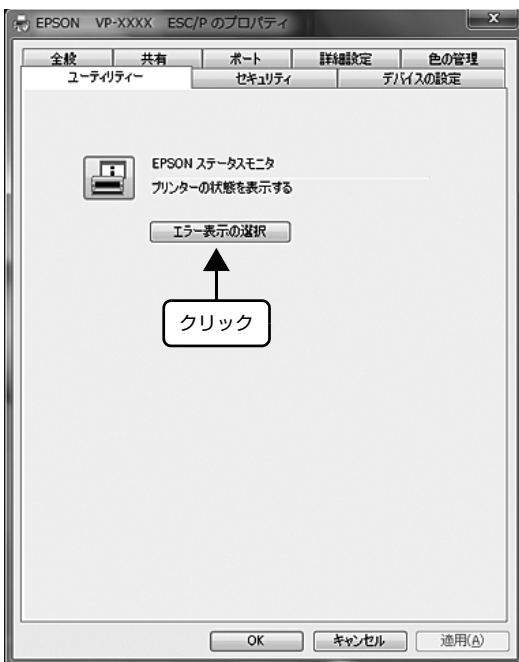 EPSON VP-XXXX ESC/P のプロパティ
全般 共有 ポート 詳細設定 色の管理
ユーティリティー セキュリティ デバイスの設定
EPSON ステータスモニタ
プリンターの状態を表示する
エラー表示の選択
クリック
OK キャンセル 適用(A)